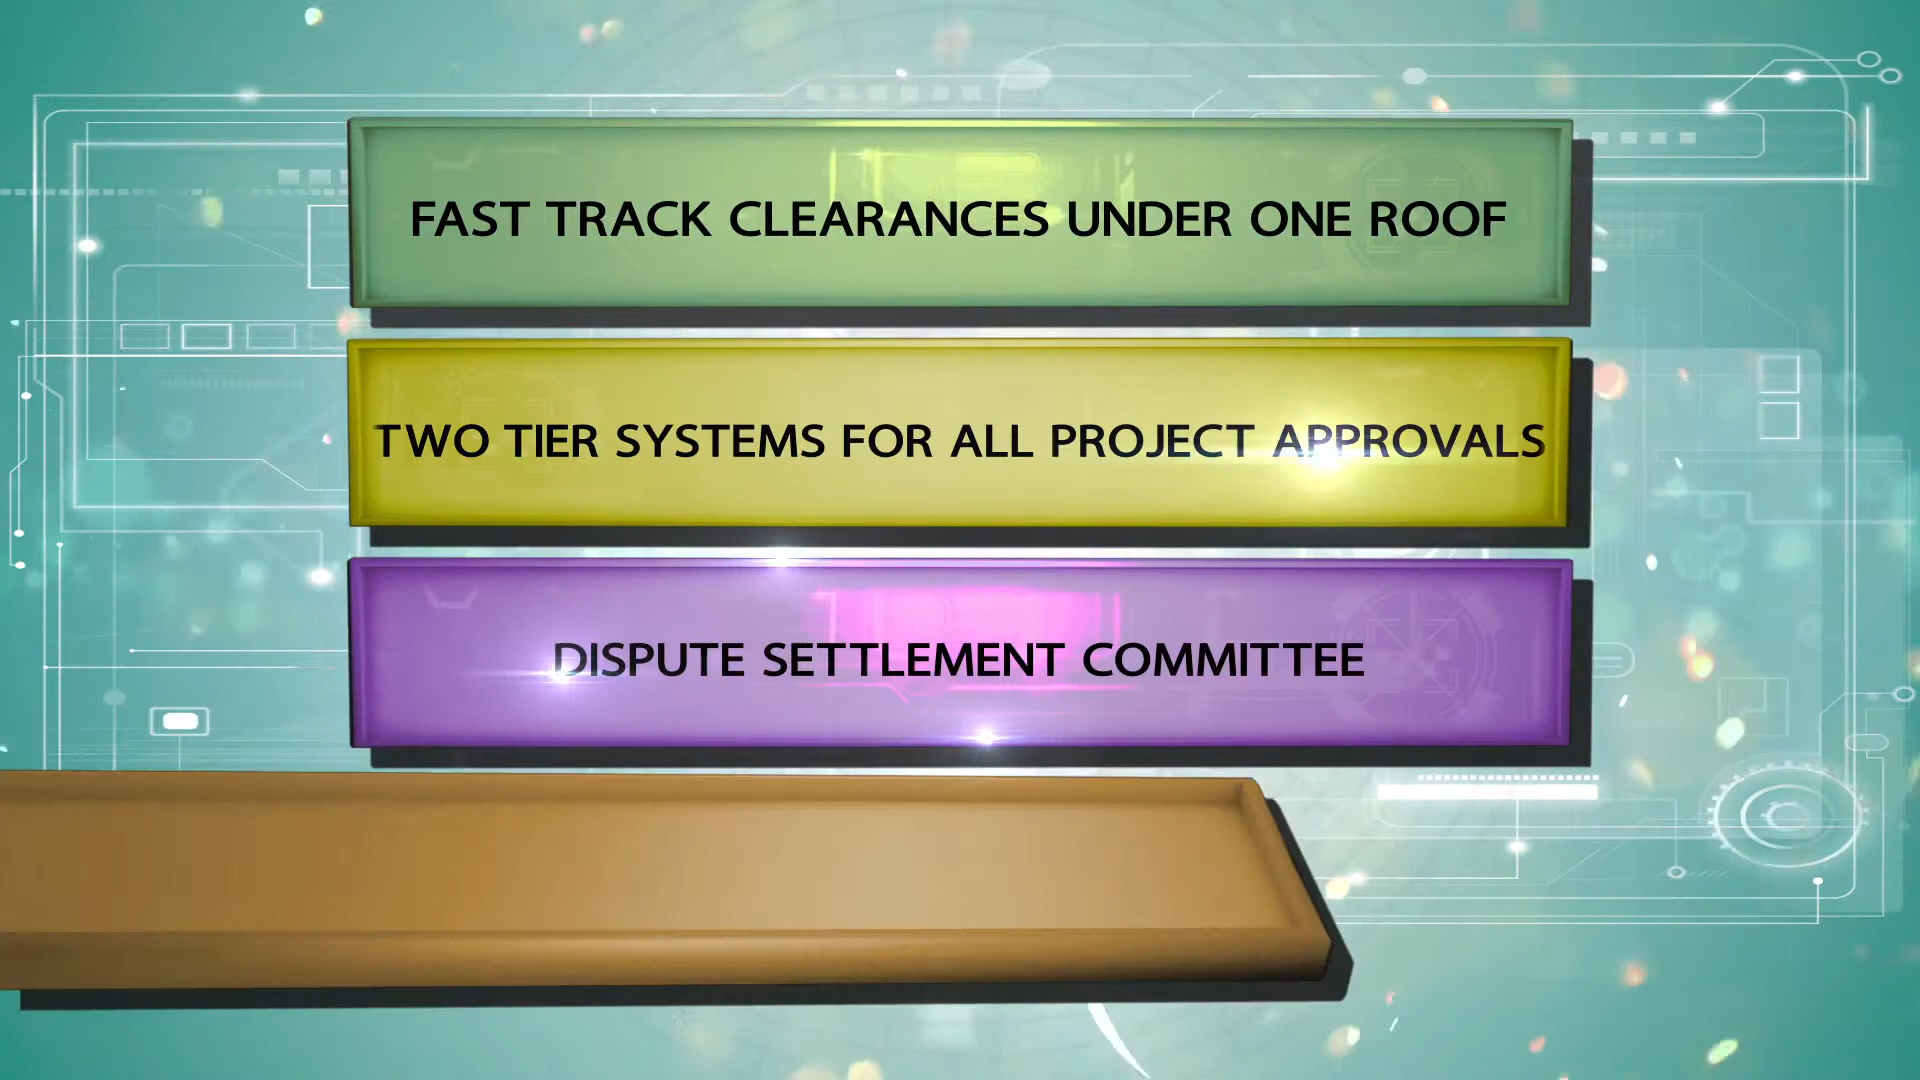 FAST TRACK CLEARANCES UNDER ONE ROOF
TWO TIER SYSTEMS FOR ALL PROJECT APPROVALS
DISPUTE SETTLEMENT COMMITTEE